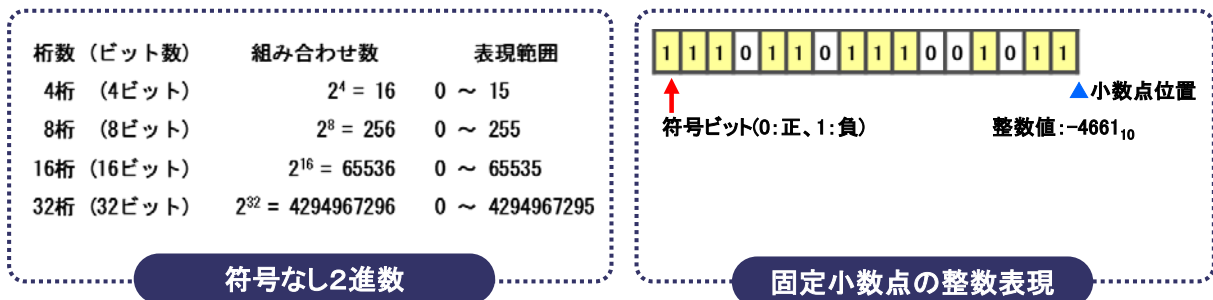 桁数（ビット数） 組み合わせ数 表現範囲
4桁 (4ビット) 2⁴ = 16 0 ～ 15
8桁 (8ビット) 2⁸ = 256 0 ～ 255
16桁 (16ビット) 2¹⁶ = 65536 0 ～ 65535
32桁 (32ビット) 2³² = 4294967296 0 ～ 4294967295
符号なし2進数
1 1 1 0 1 1 0 1 1 1 0 0 1 0 1 1
▲小数点位置
符号ビット(0:正、1:負) 整数値:-4661₁₀
固定小数点の整数表現